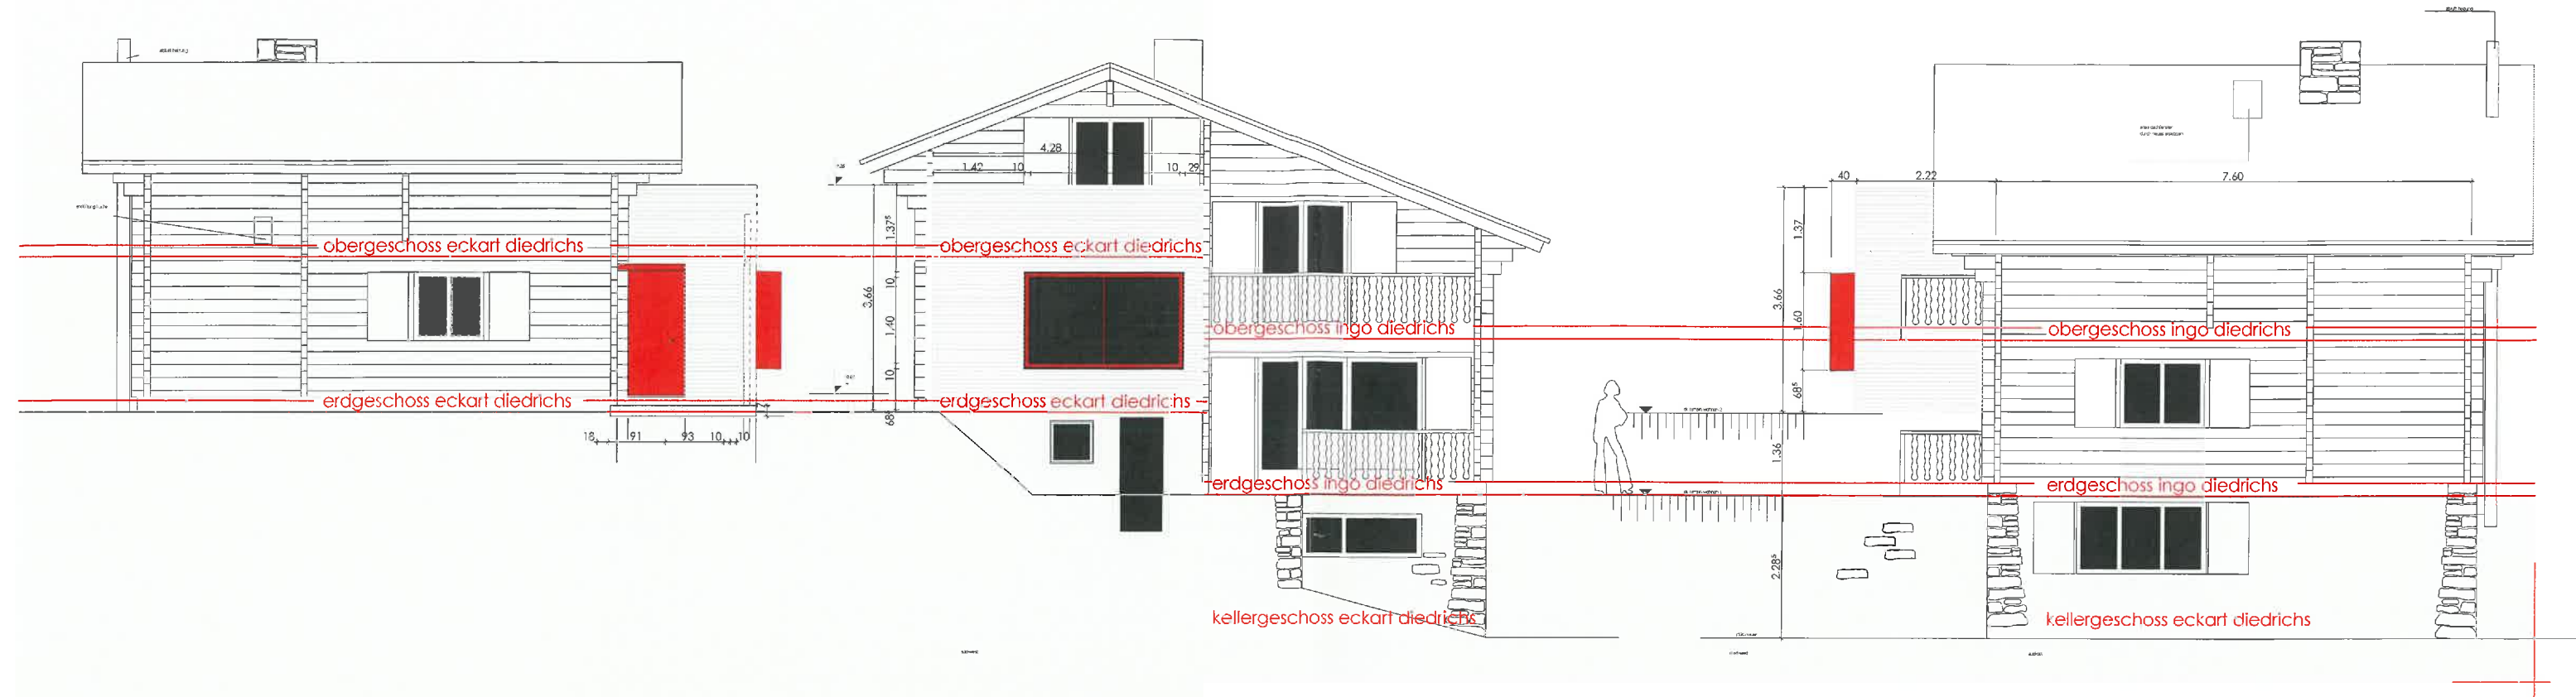 obergeschoss eckart diedrichs
erdgeschoss eckart diedrichs
18
91
93
10
10
4.28
1.42
10
10
29
1.37⁵
10
1.40
10
68⁵
3.66
obergeschoss eckart diedrichs
erdgeschoss eckart diedrichs
obergeschoss ingo diedrichs
erdgeschoss ingo diedrichs
kellergeschoss eckart diedrichs
40
2.22
7.60
1.37
1.60
68⁵
3.66
1.36
2.28⁵
obergeschoss ingo diedrichs
erdgeschoss ingo diedrichs
kellergeschoss eckart diedrichs